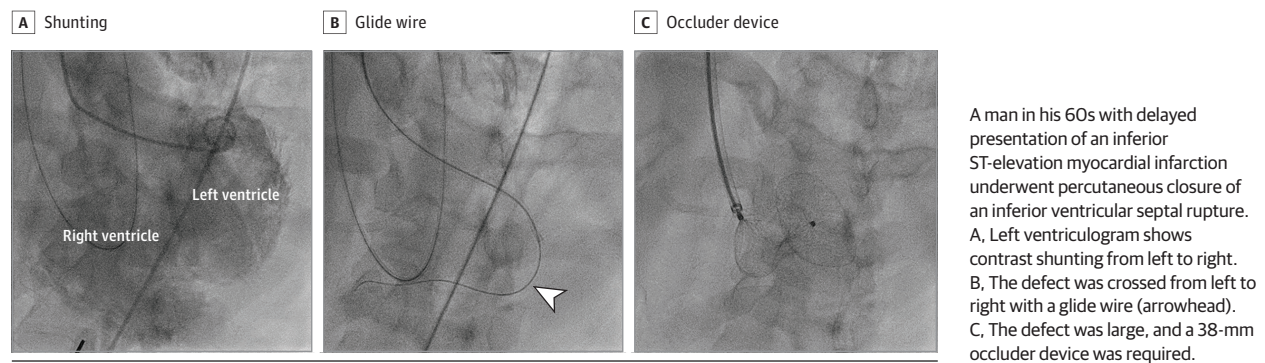 A Shunting
B Glide wire
C Occluder device
Left ventricle
Right ventricle
A man in his 60s with delayed
presentation of an inferior
ST-elevation myocardial infarction
underwent percutaneous closure of
an inferior ventricular septal rupture.
A, Left ventriculogram shows
contrast shunting from left to right.
B, The defect was crossed from left to
right with a glide wire (arrowhead).
C, The defect was large, and a 38-mm
occluder device was required.